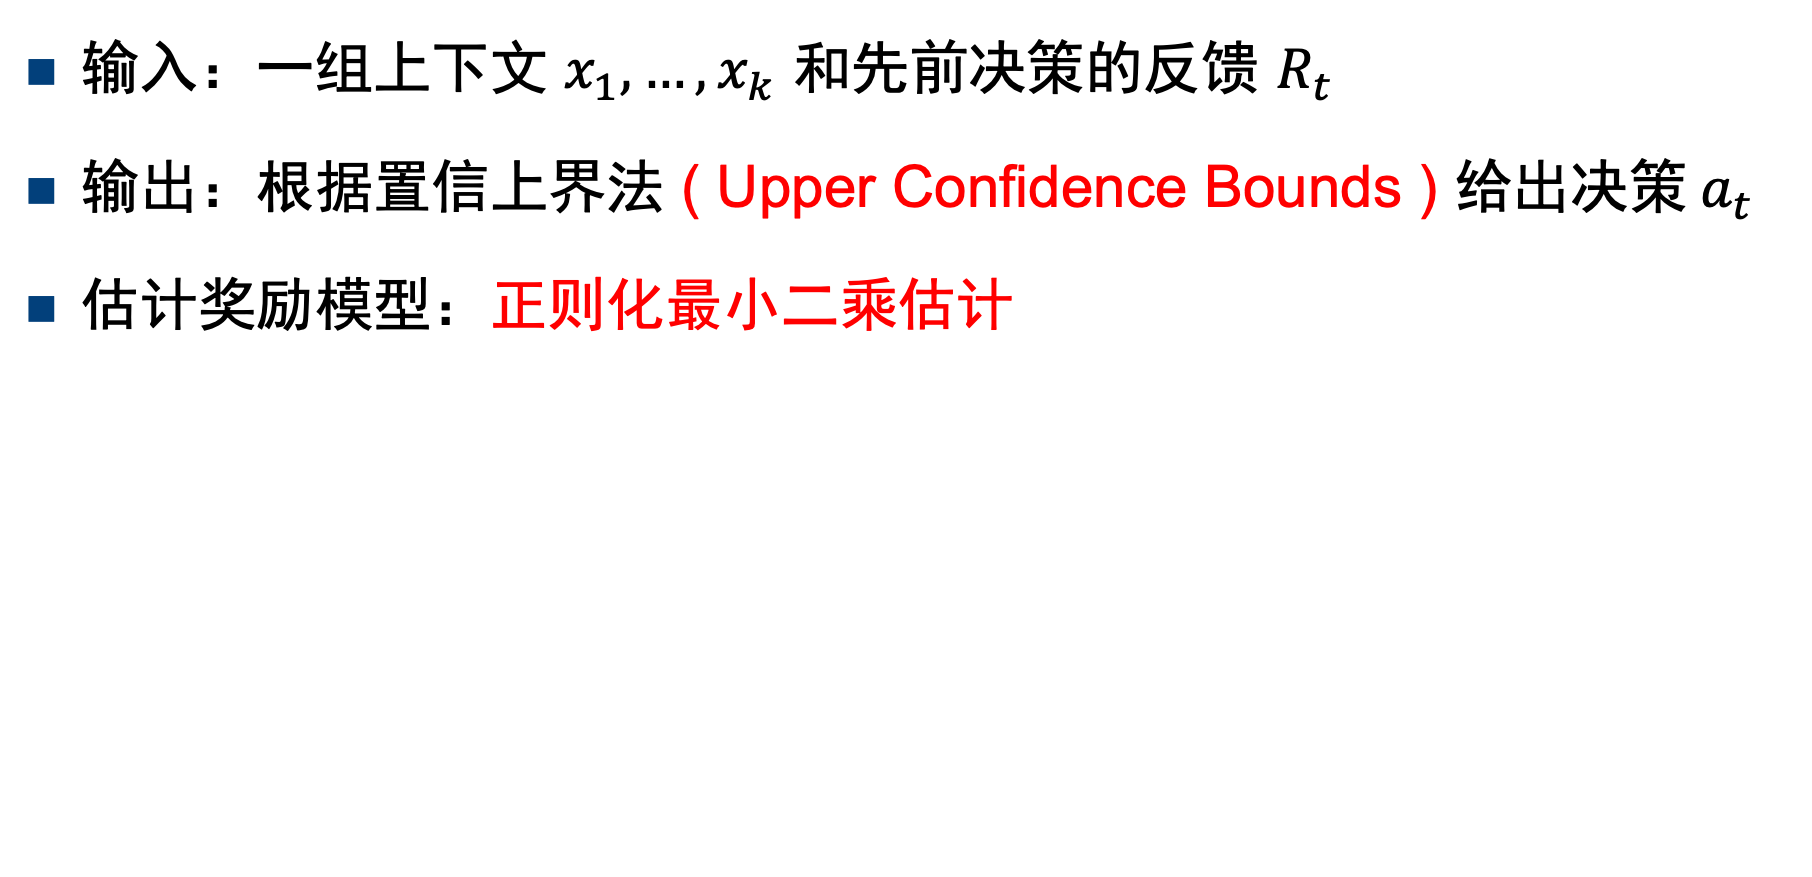 ■ 输入：一组上下文 x₁, …, xₖ 和先前决策的反馈 Rₜ
■ 输出：根据置信上界法 ( Upper Confidence Bounds ) 给出决策 aₜ
■ 估计奖励模型：正则化最小二乘估计